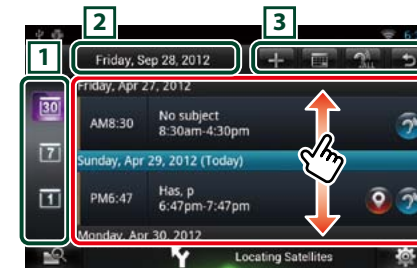 2
3
1
Friday, Sep 28, 2012
ALL
Friday, Apr 27, 2012
30
AM8:30
No subject
8:30am-4:30pm
7
Sunday, Apr 29, 2012 (Today)
1
PM6:47
Has, p
6:47pm-7:47pm
Monday, Apr 30, 2012
Locating Satellites